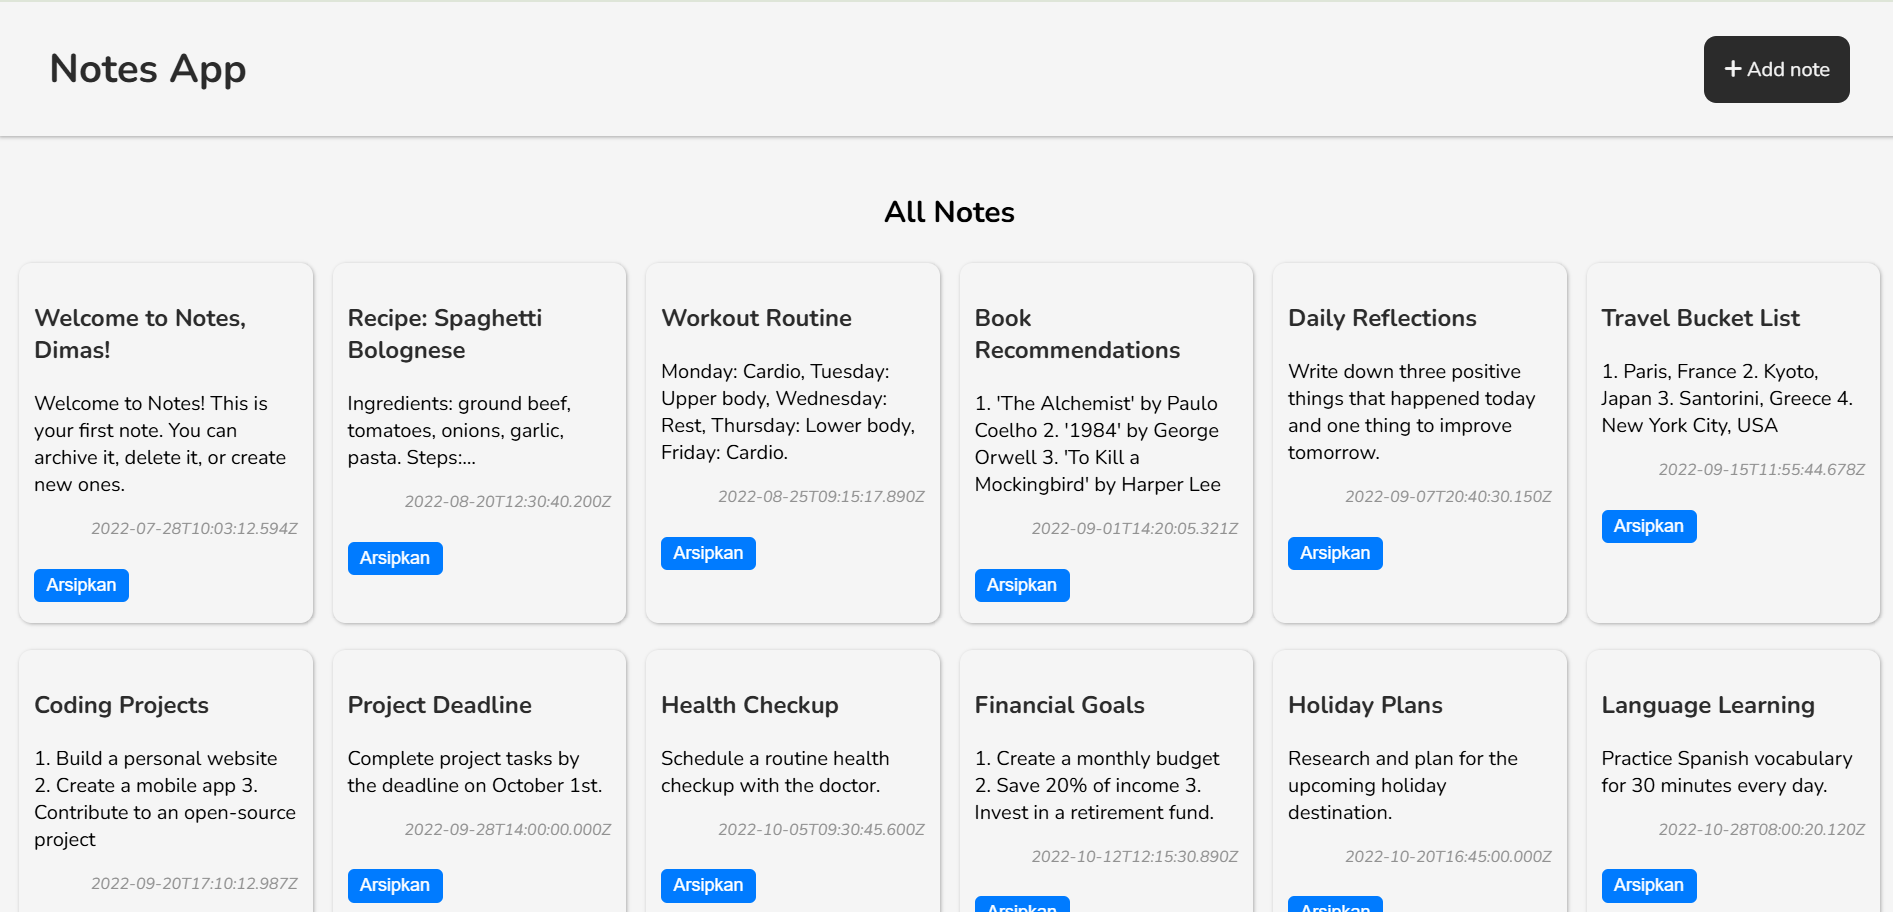 Notes App
+ Add note
All Notes
Welcome to Notes,
Dimas!
Welcome to Notes! This is
your first note. You can
archive it, delete it, or create
new ones.
2022-07-28T10:03:12.594Z
Arsipkan
Recipe: Spaghetti
Bolognese
Ingredients: ground beef,
tomatoes, onions, garlic,
pasta. Steps:...
2022-08-20T12:30:40.200Z
Arsipkan
Workout Routine
Monday: Cardio, Tuesday:
Upper body, Wednesday:
Rest, Thursday: Lower body,
Friday: Cardio.
2022-08-25T09:15:17.890Z
Arsipkan
Book
Recommendations
1. 'The Alchemist' by Paulo
Coelho 2. '1984' by George
Orwell 3. 'To Kill a
Mockingbird' by Harper Lee
2022-09-01T14:20:05.321Z
Arsipkan
Daily Reflections
Write down three positive
things that happened today
and one thing to improve
tomorrow.
2022-09-07T20:40:30.150Z
Arsipkan
Travel Bucket List
1. Paris, France 2. Kyoto,
Japan 3. Santorini, Greece 4.
New York City, USA
2022-09-15T11:55:44.678Z
Arsipkan
Coding Projects
1. Build a personal website
2. Create a mobile app 3.
Contribute to an open-source
project
2022-09-20T17:10:12.987Z
Project Deadline
Complete project tasks by
the deadline on October 1st.
2022-09-28T14:00:00.000Z
Arsipkan
Health Checkup
Schedule a routine health
checkup with the doctor.
2022-10-05T09:30:45.600Z
Arsipkan
Financial Goals
1. Create a monthly budget
2. Save 20% of income 3.
Invest in a retirement fund.
2022-10-12T12:15:30.890Z
Arsipkan
Holiday Plans
Research and plan for the
upcoming holiday
destination.
2022-10-20T16:45:00.000Z
Arsipkan
Language Learning
Practice Spanish vocabulary
for 30 minutes every day.
2022-10-28T08:00:20.120Z
Arsipkan